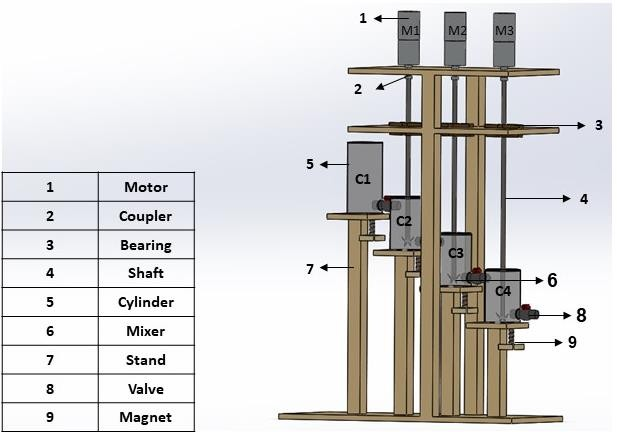 1 M1 M2 M3
2
3
5 C1
C2
4
C3
7 6
C4
8
9
1 Motor
2 Coupler
3 Bearing
4 Shaft
5 Cylinder
6 Mixer
7 Stand
8 Valve
9 Magnet